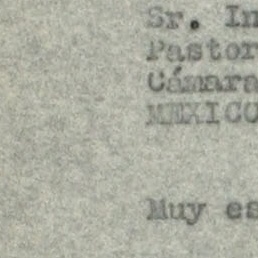 Sr. In
Pastor
Cámara
MEXICO
Muy es